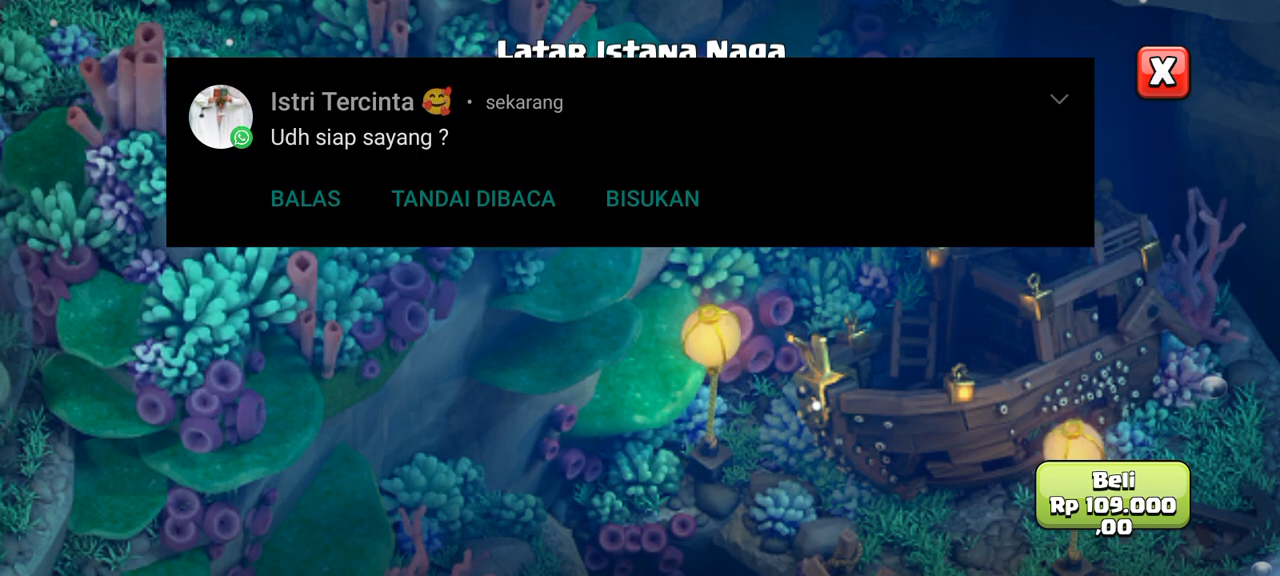 Latar Istana Naga
X
Istri Tercinta 🥰 • sekarang
Udh siap sayang ?
BALAS TANDAI DIBACA BISUKAN
Beli
Rp 109.000
,00